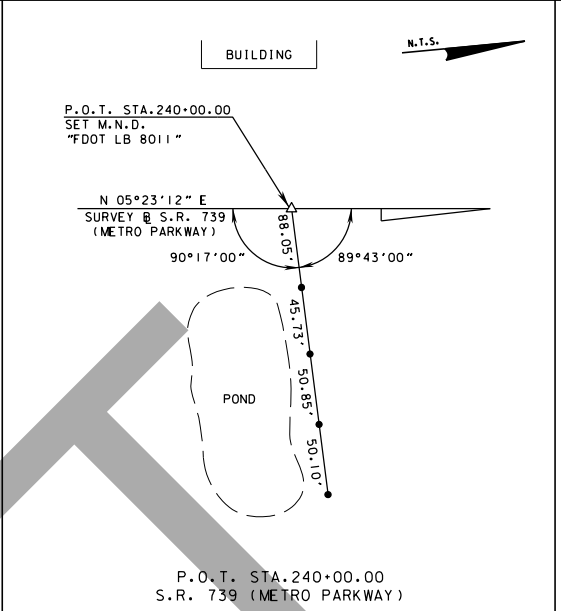 N.T.S.
BUILDING
P.O.T. STA.240+00.00
SET M.N.D.
"FDOT LB 8011"
N 05°23'12" E
SURVEY ℄ S.R. 739
(METRO PARKWAY)
90°17'00"
89°43'00"
88.05'
45.73'
50.85'
50.10'
POND
P.O.T. STA.240+00.00
S.R. 739 (METRO PARKWAY)